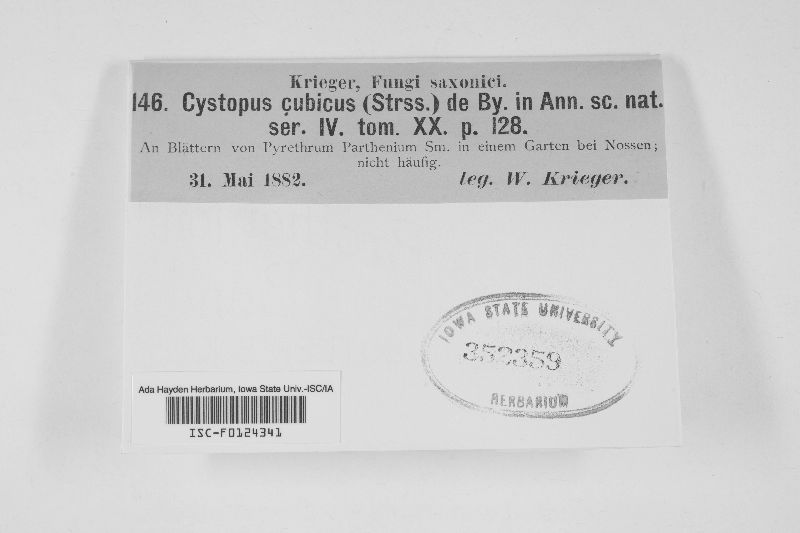 Krieger, Fungi saxonici.
146. Cystopus cubicus (Strss.) de By. in Ann. sc. nat.
ser. IV. tom. XX. p. 128.
An Blättern von Pyrethrum Parthenium Sm. in einem Garten bei Nossen;
nicht häufig.
31. Mai 1882. leg. W. Krieger.
IOWA STATE UNIVERSITY
352359
HERBARIUM
Ada Hayden Herbarium, Iowa State Univ.-ISC/IA
ISC-F0124341